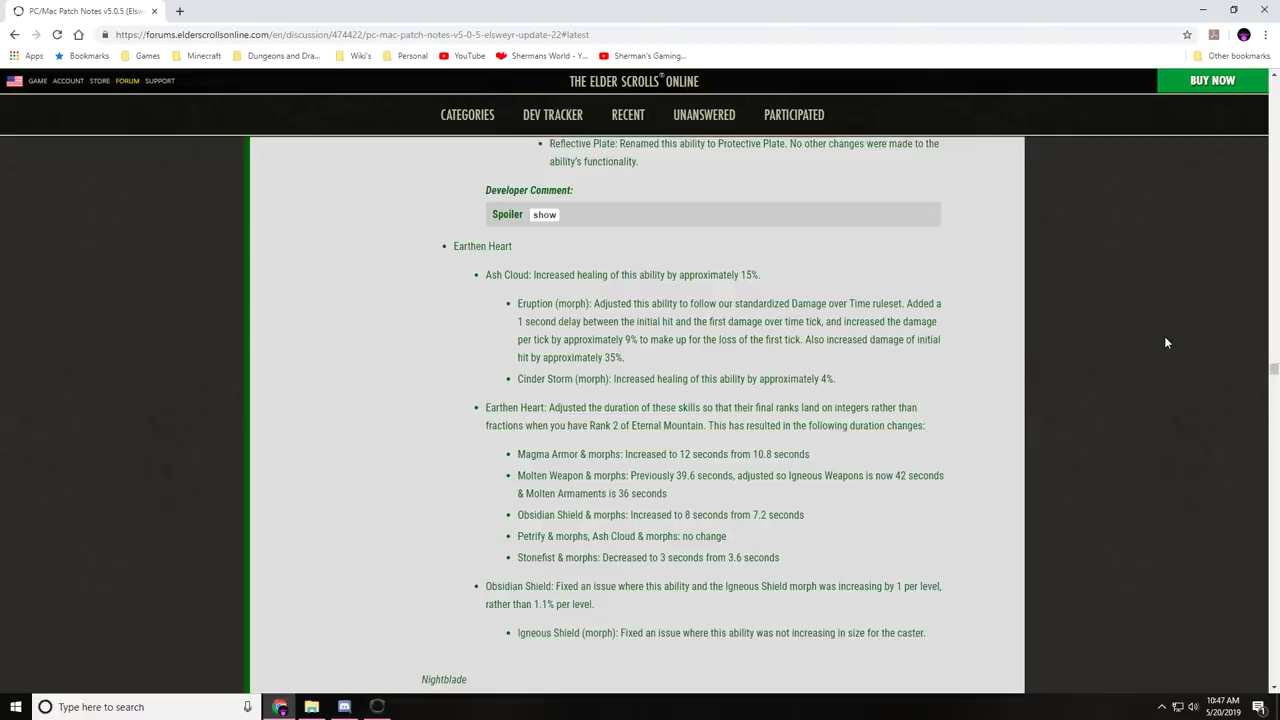 PC/Mac Patch Notes v5.0.5 (Elsw
https://forums.elderscrollsonline.com/en/discussion/474422/pc-mac-patch-notes-v5-0-5-elsweyr-update-22#latest
Apps Bookmarks Games Minecraft Dungeons and Dra... Wiki's Personal YouTube Shermans World - Y... Sherman's Gaming... Other bookmarks
GAME ACCOUNT STORE FORUM SUPPORT THE ELDER SCROLLS® ONLINE BUY NOW
CATEGORIES DEV TRACKER RECENT UNANSWERED PARTICIPATED
Reflective Plate: Renamed this ability to Protective Plate. No other changes were made to the
ability's functionality.
Developer Comment:
Spoiler show
Earthen Heart
Ash Cloud: Increased healing of this ability by approximately 15%.
Eruption (morph): Adjusted this ability to follow our standardized Damage over Time ruleset. Added a
1 second delay between the initial hit and the first damage over time tick, and increased the damage
per tick by approximately 9% to make up for the loss of the first tick. Also increased damage of initial
hit by approximately 35%.
Cinder Storm (morph): Increased healing of this ability by approximately 4%.
Earthen Heart: Adjusted the duration of these skills so that their final ranks land on integers rather than
fractions when you have Rank 2 of Eternal Mountain. This has resulted in the following duration changes:
Magma Armor & morphs: Increased to 12 seconds from 10.8 seconds
Molten Weapon & morphs: Previously 39.6 seconds, adjusted so Igneous Weapons is now 42 seconds
& Molten Armaments is 36 seconds
Obsidian Shield & morphs: Increased to 8 seconds from 7.2 seconds
Petrify & morphs, Ash Cloud & morphs: no change
Stonefist & morphs: Decreased to 3 seconds from 3.6 seconds
Obsidian Shield: Fixed an issue where this ability and the Igneous Shield morph was increasing by 1 per level,
rather than 1.1% per level.
Igneous Shield (morph): Fixed an issue where this ability was not increasing in size for the caster.
Nightblade
Type here to search
10:47 AM
5/20/2019